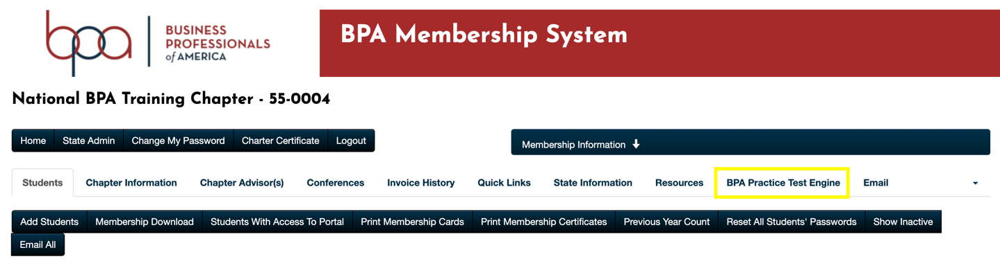 bpa
BUSINESS
PROFESSIONALS
of AMERICA
BPA Membership System
National BPA Training Chapter - 55-0004
Home State Admin Change My Password Charter Certificate Logout
Membership Information
Students Chapter Information Chapter Advisor(s) Conferences Invoice History Quick Links State Information Resources BPA Practice Test Engine Email
Add Students Membership Download Students With Access To Portal Print Membership Cards Print Membership Certificates Previous Year Count Reset All Students' Passwords Show Inactive
Email All